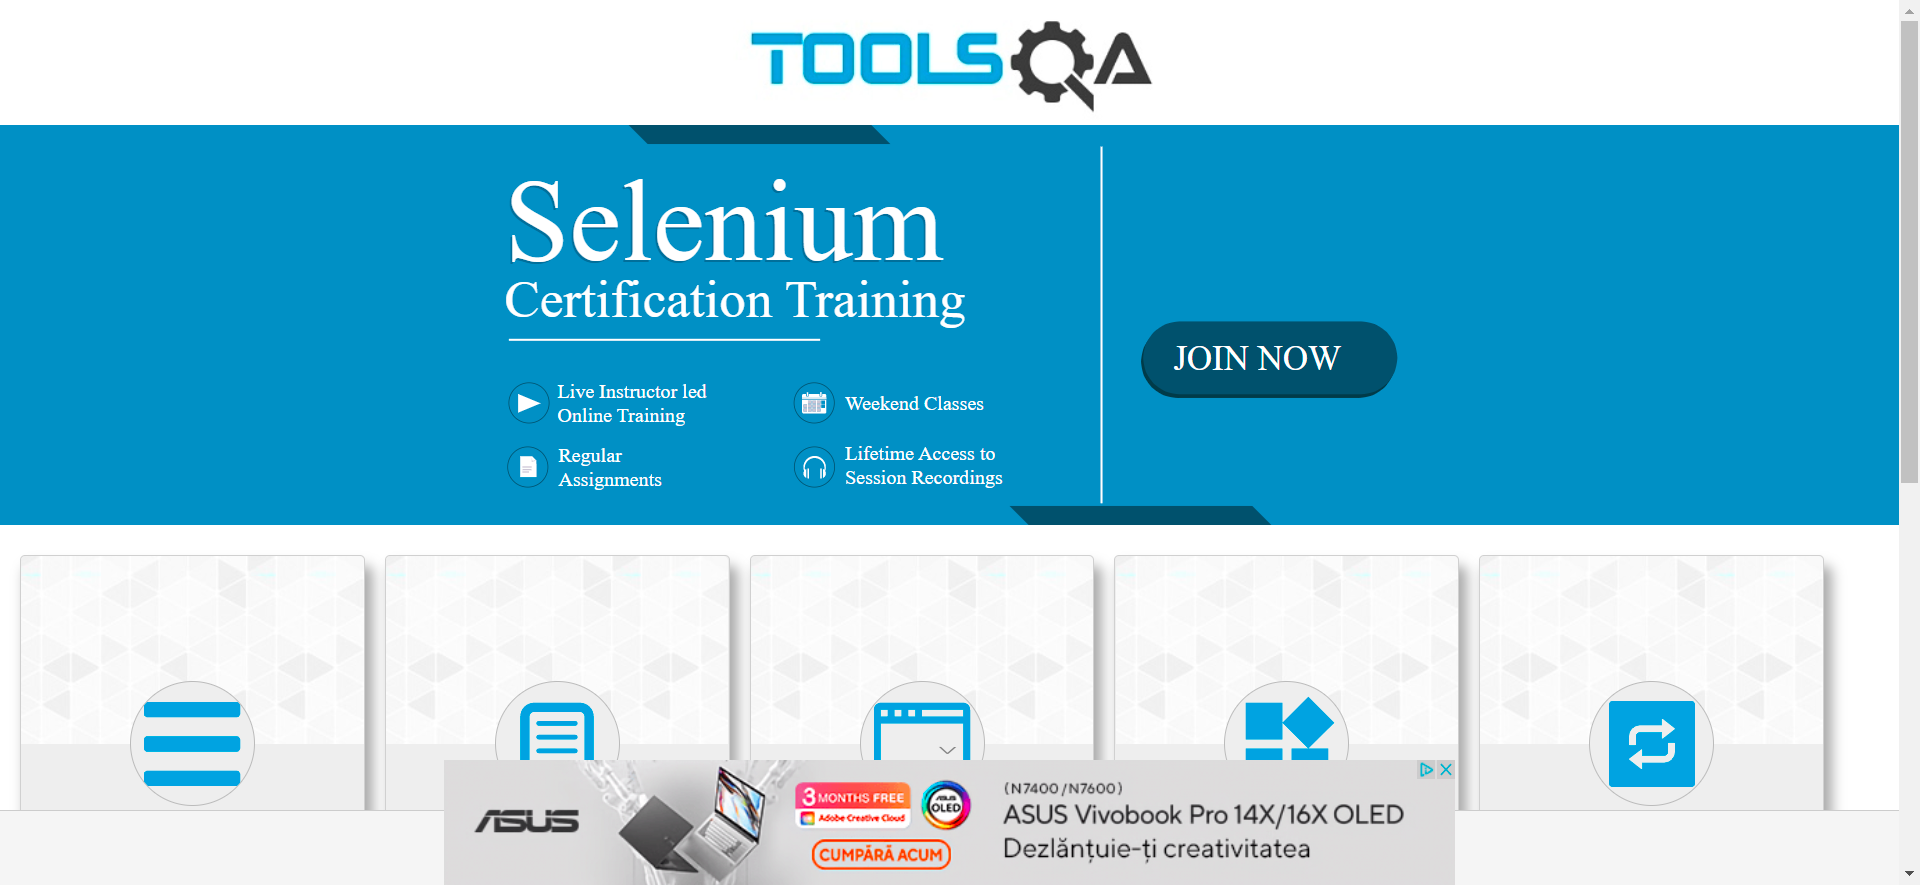 TOOLSQA
Selenium
Certification Training
JOIN NOW
Live Instructor led
Online Training
Weekend Classes
Regular
Assignments
Lifetime Access to
Session Recordings
ASUS
3 MONTHS FREE
Adobe Creative Cloud
ASUS
OLED
CUMPĂRĂ ACUM
(N7400/N7600)
ASUS Vivobook Pro 14X/16X OLED
Dezlănțuie-ți creativitatea